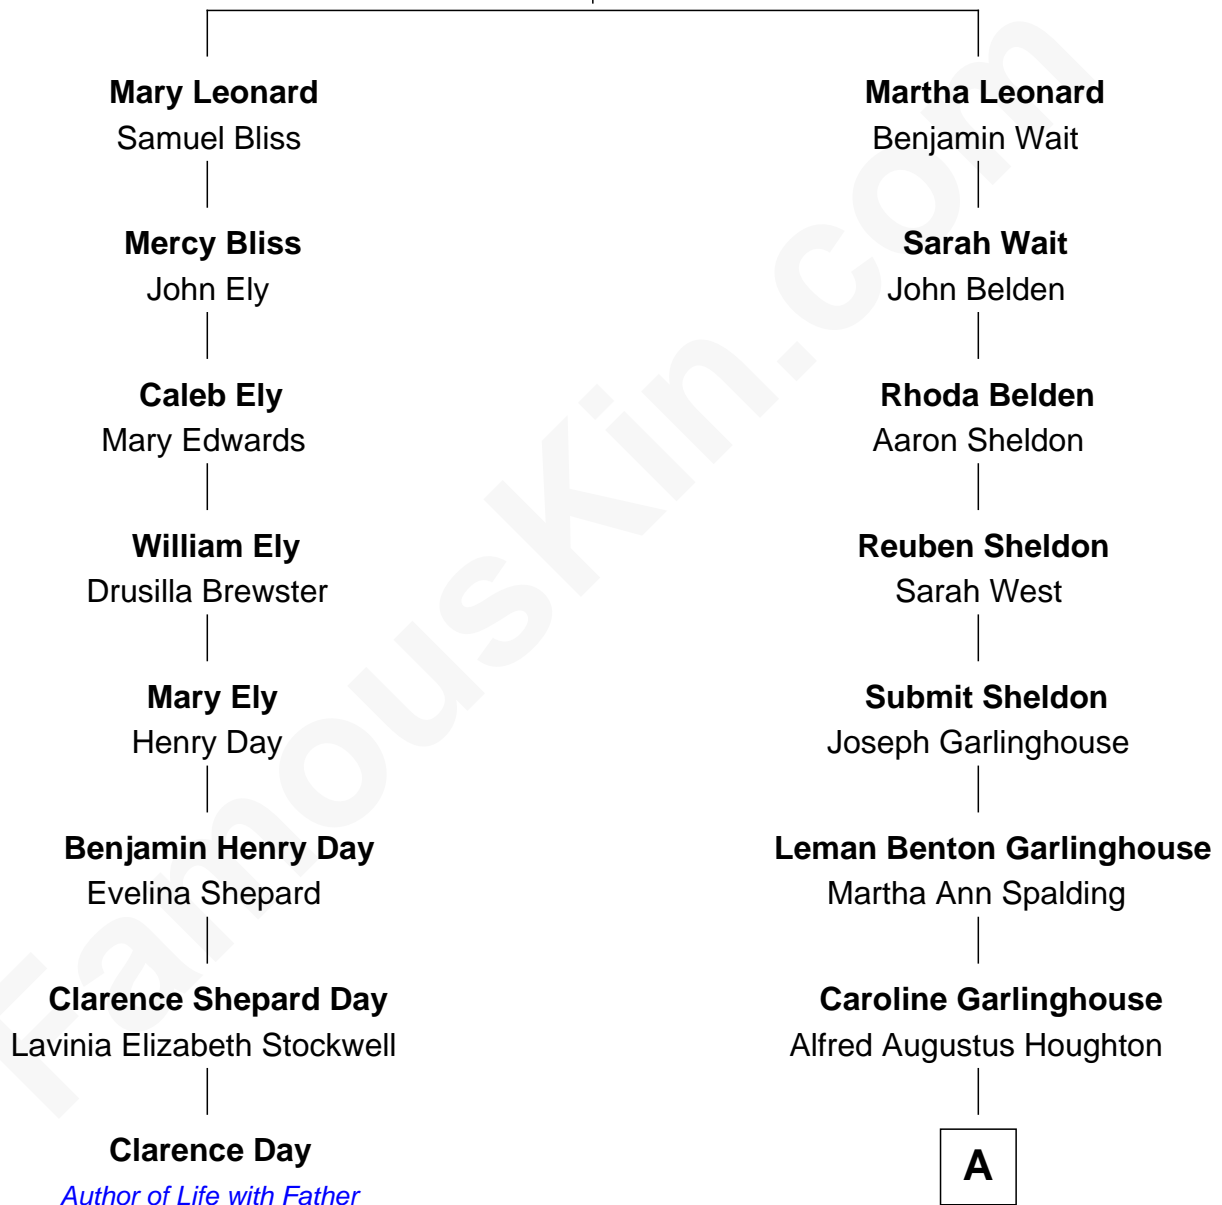 Mary Leonard
Samuel Bliss
Mercy Bliss
John Ely
Caleb Ely
Mary Edwards
William Ely
Drusilla Brewster
Mary Ely
Henry Day
Benjamin Henry Day
Evelina Shepard
Clarence Shepard Day
Lavinia Elizabeth Stockwell
Clarence Day
Author of Life with Father
Martha Leonard
Benjamin Wait
Sarah Wait
John Belden
Rhoda Belden
Aaron Sheldon
Reuben Sheldon
Sarah West
Submit Sheldon
Joseph Garlinghouse
Leman Benton Garlinghouse
Martha Ann Spalding
Caroline Garlinghouse
Alfred Augustus Houghton
A
FamousKin.com